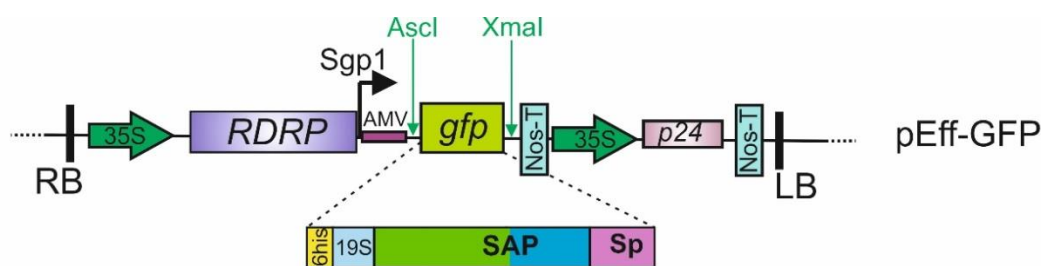 AscI XmaI
Sgp1
35S RDRP AMV gfp Nos-T 35S p24 Nos-T pEff-GFP
RB LB
6his 19S SAP Sp